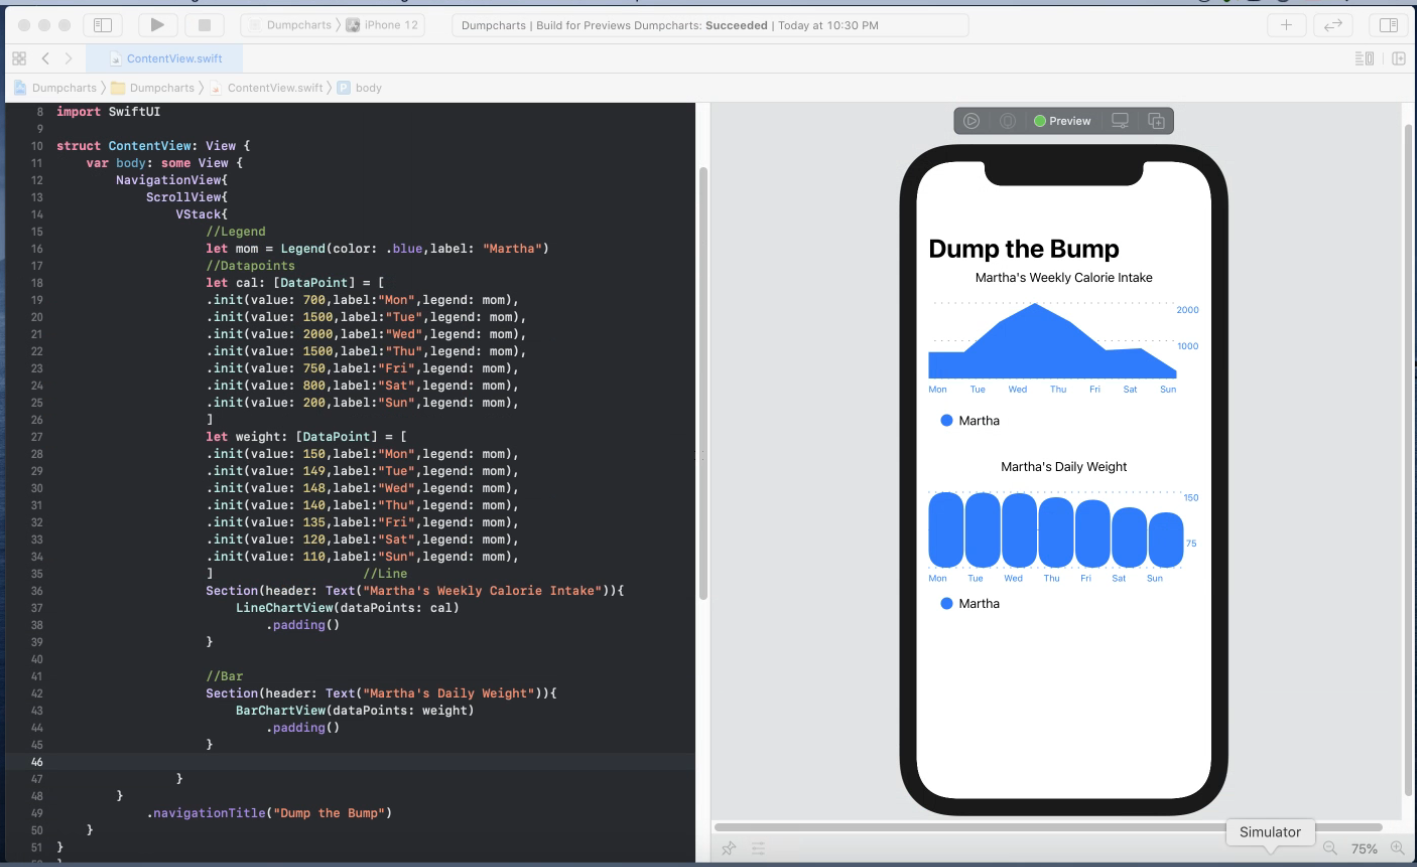 Dumpcharts 〉 iPhone 12
Dumpcharts | Build for Previews Dumpcharts: Succeeded | Today at 10:30 PM
ContentView.swift
Dumpcharts 〉 Dumpcharts 〉 ContentView.swift 〉 P body
8 import SwiftUI
9
10 struct ContentView: View {
11 var body: some View {
12 NavigationView{
13 ScrollView{
14 VStack{
15 //Legend
16 let mom = Legend(color: .blue,label: "Martha")
17 //Datapoints
18 let cal: [DataPoint] = [
19 .init(value: 700,label:"Mon",legend: mom),
20 .init(value: 1500,label:"Tue",legend: mom),
21 .init(value: 2000,label:"Wed",legend: mom),
22 .init(value: 1500,label:"Thu",legend: mom),
23 .init(value: 750,label:"Fri",legend: mom),
24 .init(value: 800,label:"Sat",legend: mom),
25 .init(value: 200,label:"Sun",legend: mom),
26 ]
27 let weight: [DataPoint] = [
28 .init(value: 150,label:"Mon",legend: mom),
29 .init(value: 149,label:"Tue",legend: mom),
30 .init(value: 148,label:"Wed",legend: mom),
31 .init(value: 140,label:"Thu",legend: mom),
32 .init(value: 135,label:"Fri",legend: mom),
33 .init(value: 120,label:"Sat",legend: mom),
34 .init(value: 110,label:"Sun",legend: mom),
35 ] //Line
36 Section(header: Text("Martha's Weekly Calorie Intake")){
37 LineChartView(dataPoints: cal)
38 .padding()
39 }
40
41 //Bar
42 Section(header: Text("Martha's Daily Weight")){
43 BarChartView(dataPoints: weight)
44 .padding()
45 }
46
47 }
48 }
49 .navigationTitle("Dump the Bump")
50 }
51 }
Preview
Dump the Bump
Martha's Weekly Calorie Intake
2000
1000
Mon Tue Wed Thu Fri Sat Sun
Martha
Martha's Daily Weight
150
75
Mon Tue Wed Thu Fri Sat Sun
Martha
Simulator
75%